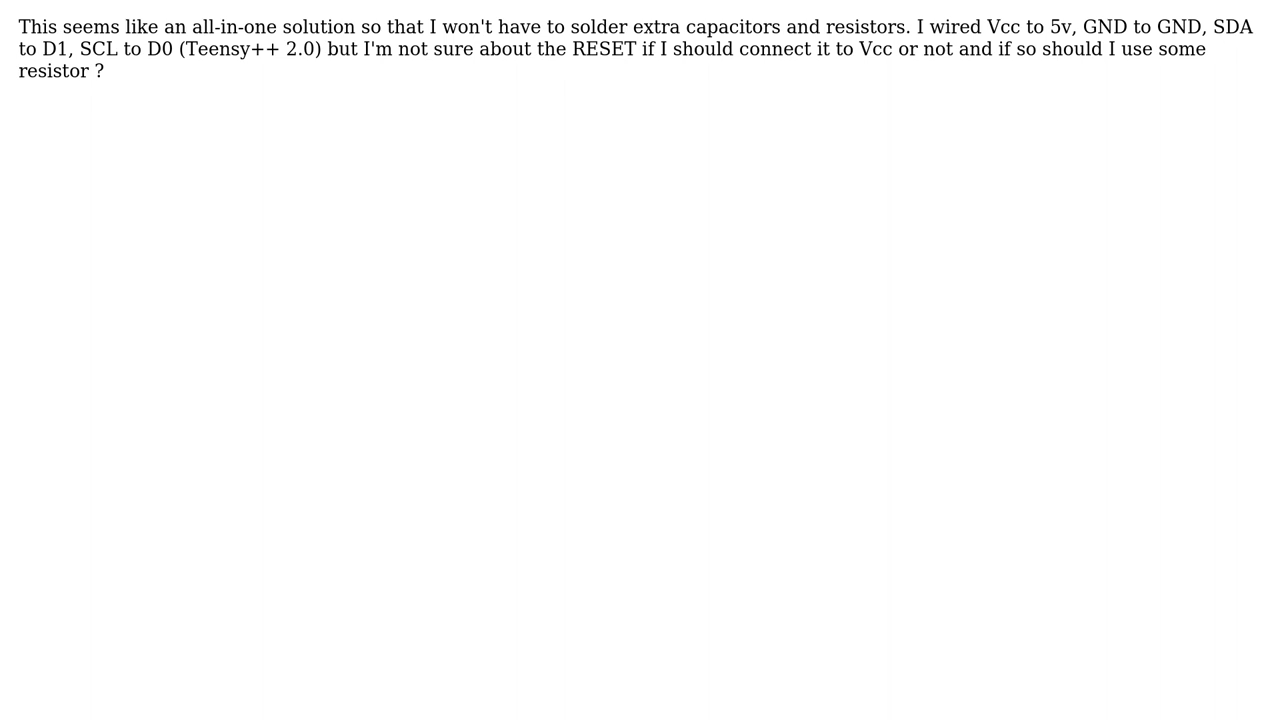 This seems like an all-in-one solution so that I won't have to solder extra capacitors and resistors. I wired Vcc to 5v, GND to GND, SDA
to D1, SCL to D0 (Teensy++ 2.0) but I'm not sure about the RESET if I should connect it to Vcc or not and if so should I use some
resistor ?